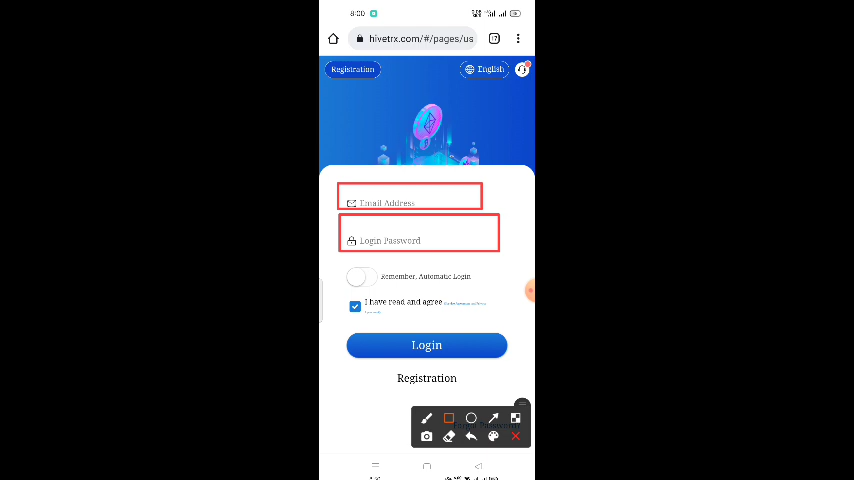 8:00
hivetrx.com/#/pages/us
17
Registration
English
Email Address
Login Password
Remember, Automatic Login
I have read and agree
Login
Registration